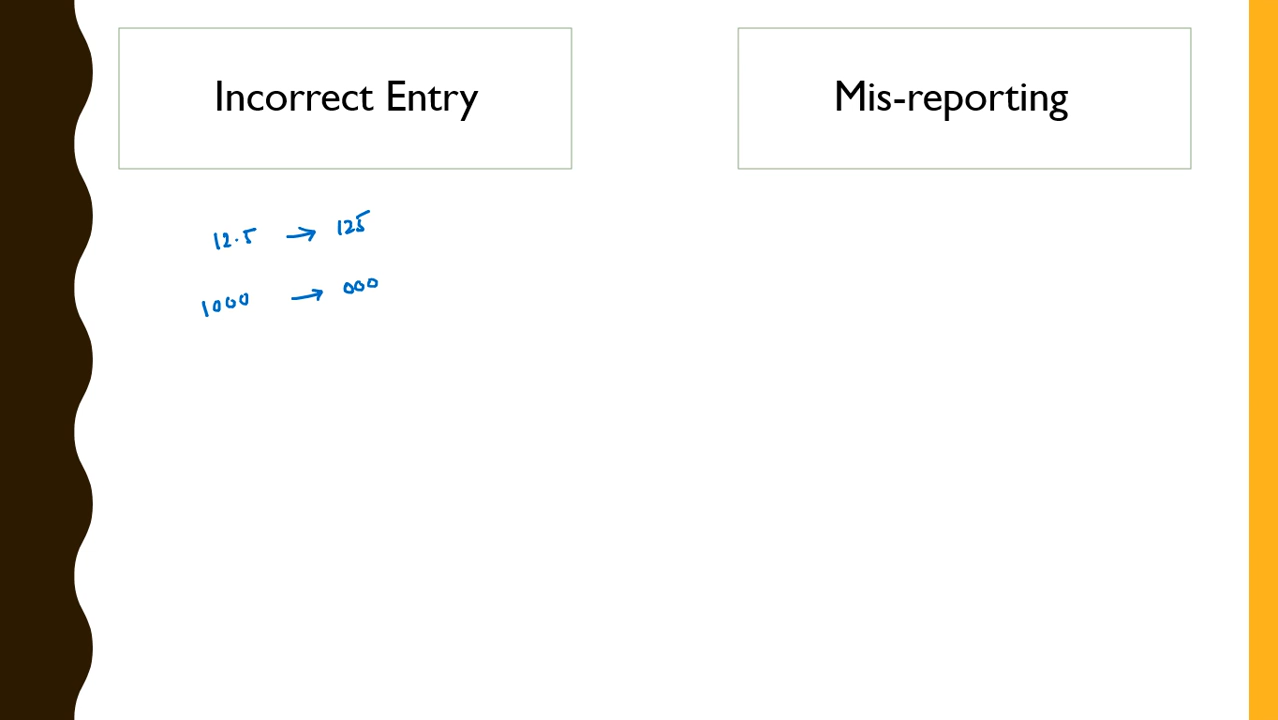 Incorrect Entry
Mis-reporting
12.5 → 125
1000 → 000